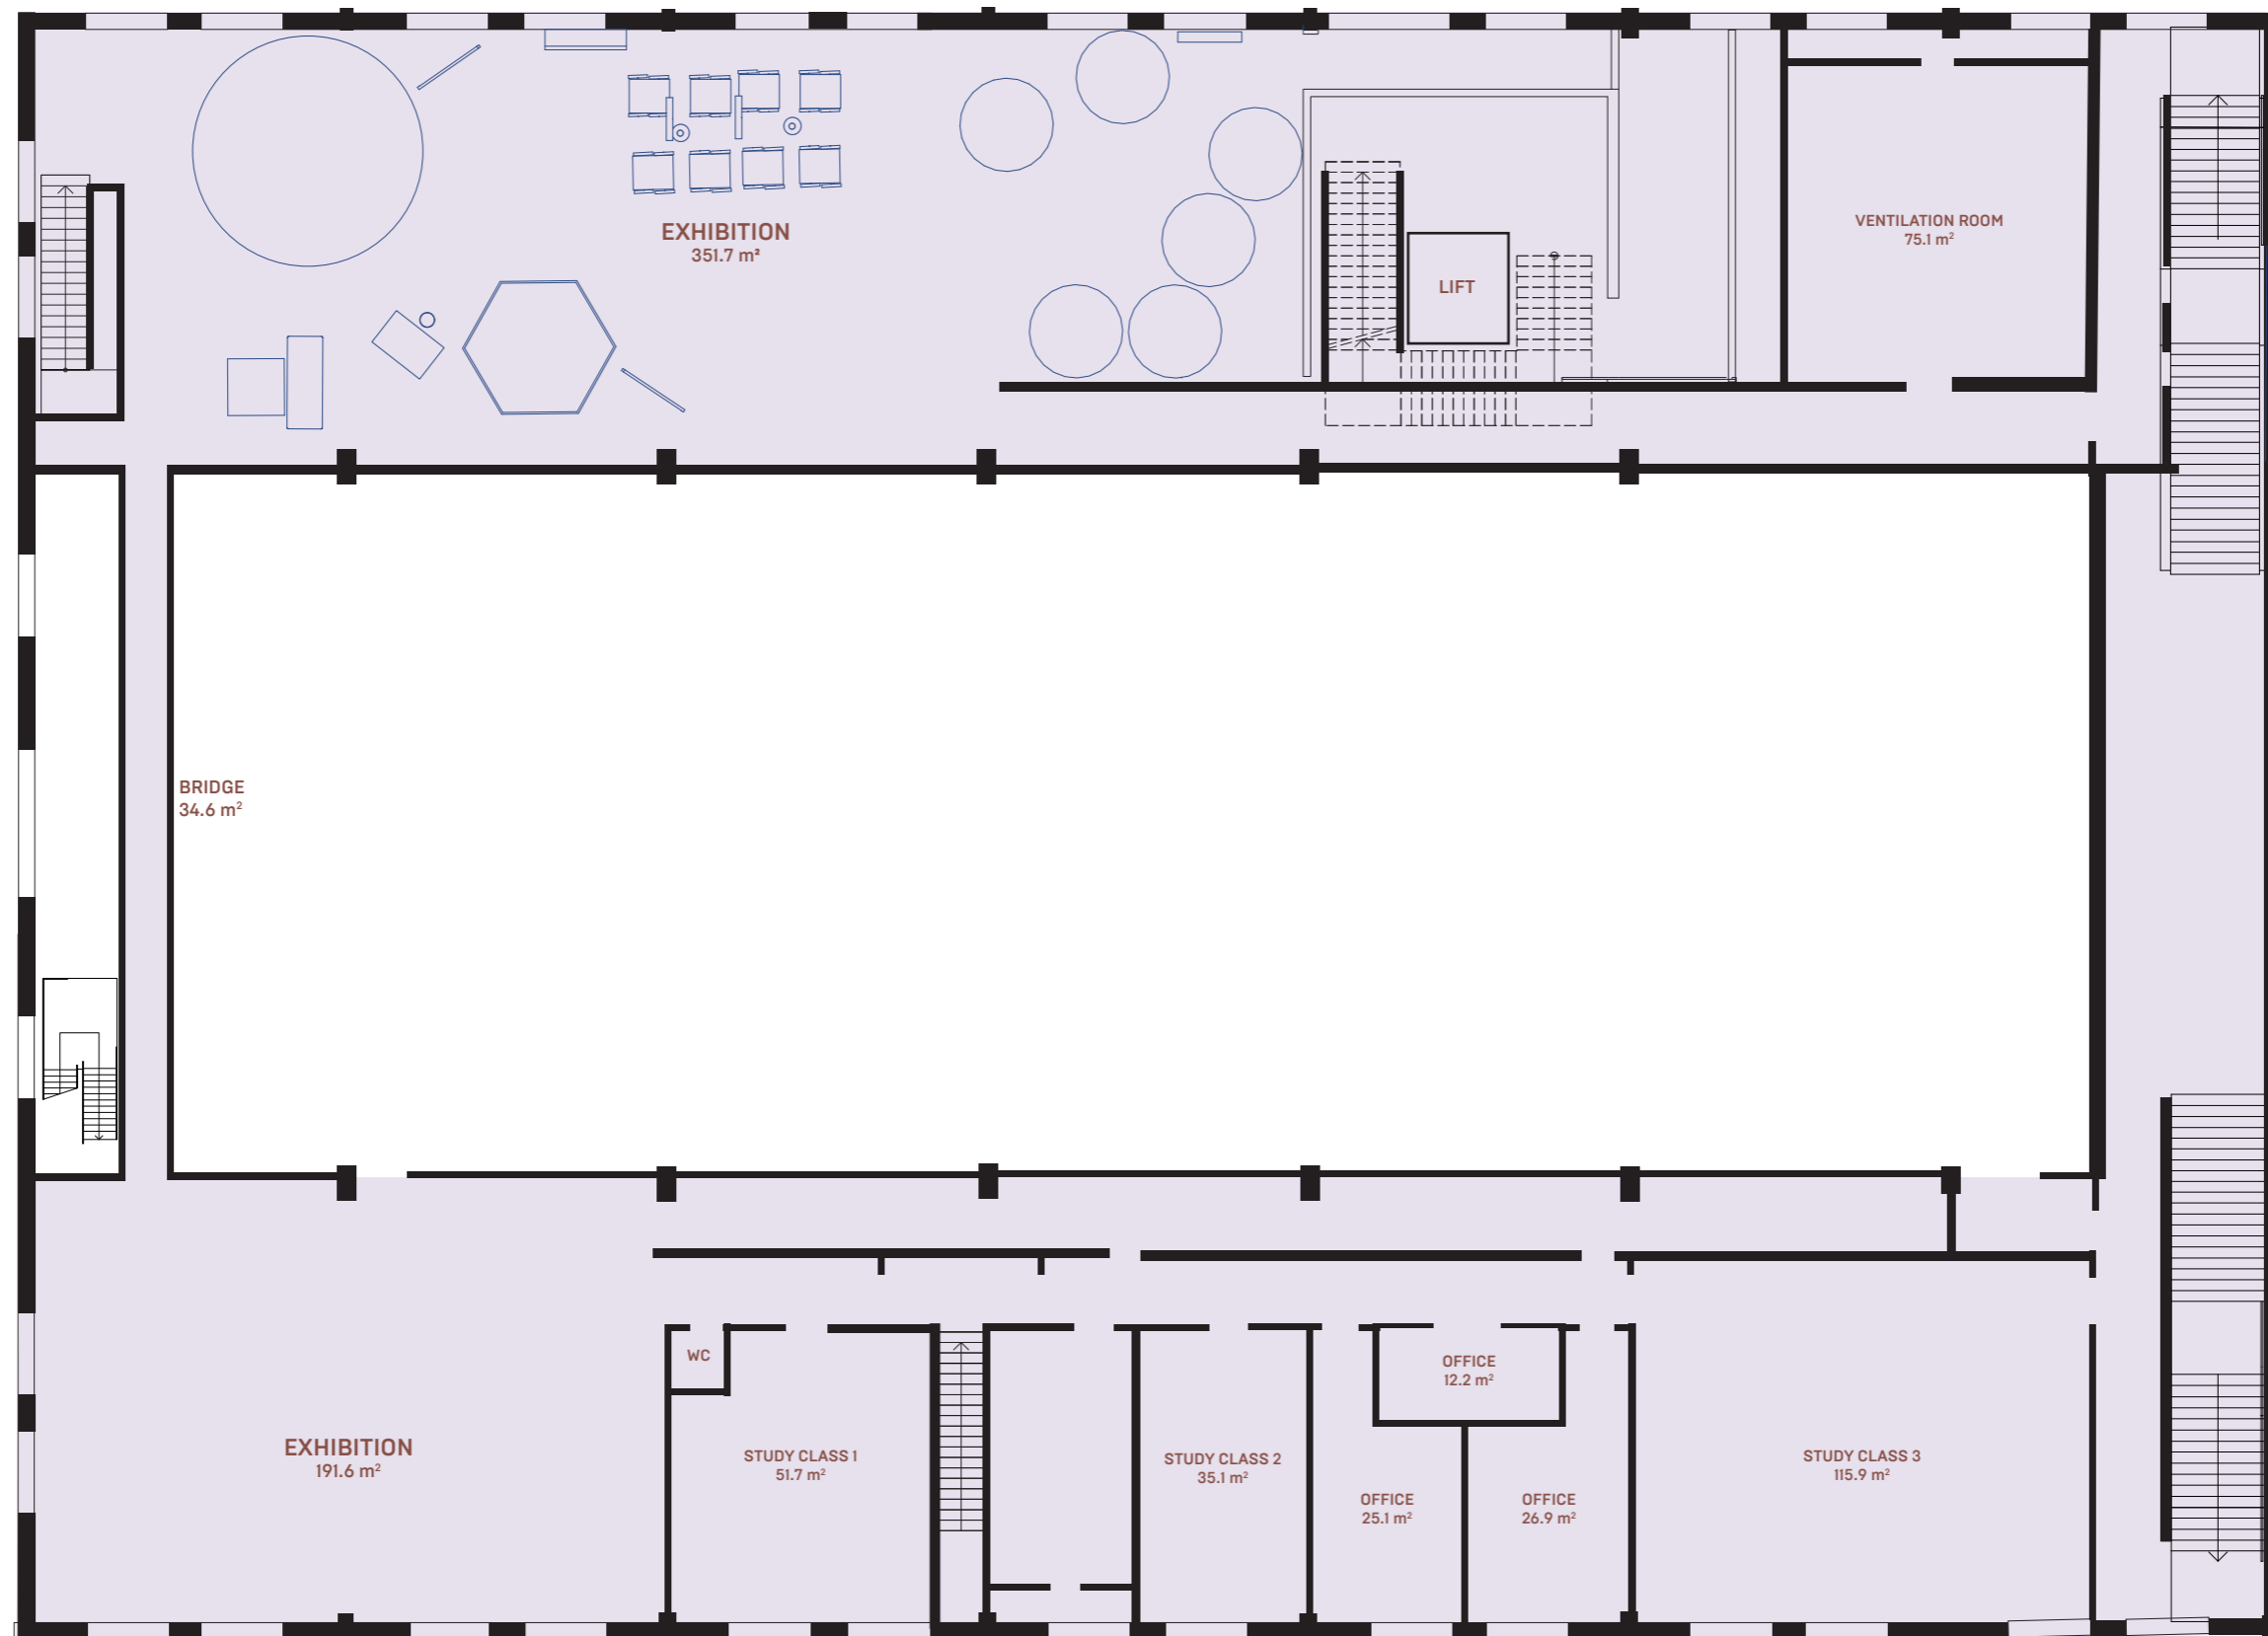 EXHIBITION
351.7 m²
VENTILATION ROOM
75.1 m²
LIFT
BRIDGE
34.6 m²
WC
OFFICE
12.2 m²
EXHIBITION
191.6 m²
STUDY CLASS 1
51.7 m²
STUDY CLASS 2
35.1 m²
OFFICE
25.1 m²
OFFICE
26.9 m²
STUDY CLASS 3
115.9 m²